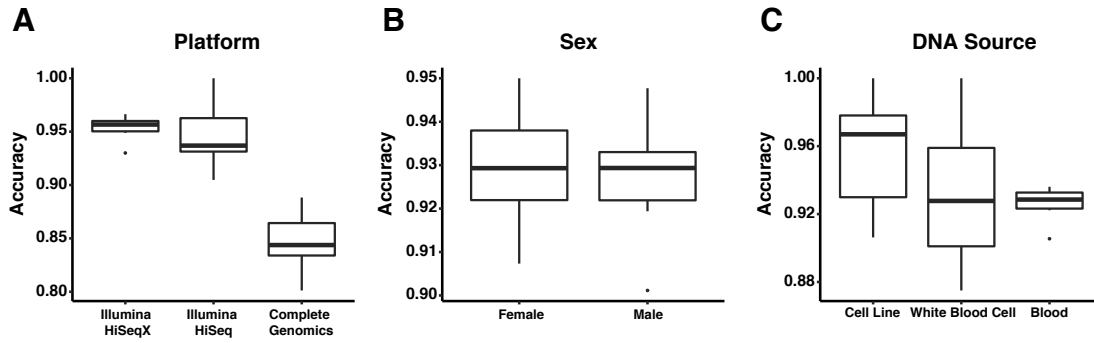 A
Platform
Accuracy
1.00
0.95
0.90
0.85
0.80
Illumina
HiSeqX
Illumina
HiSeq
Complete
Genomics
B
Sex
Accuracy
0.95
0.94
0.93
0.92
0.91
0.90
Female
Male
C
DNA Source
Accuracy
1.00
0.96
0.92
0.88
Cell Line
White Blood Cell
Blood